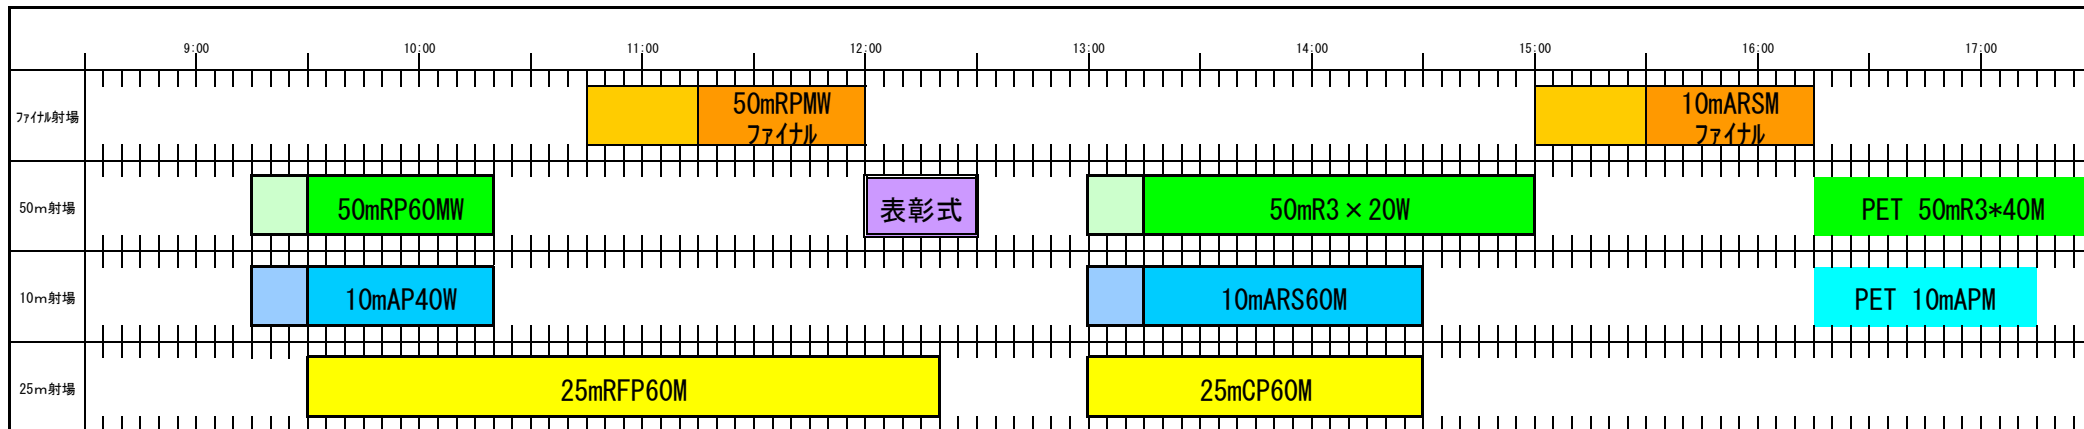 9:00 10:00 11:00 12:00 13:00 14:00 15:00 16:00 17:00
ﾌｧｲﾅﾙ射場 50mRPMW 10mARSM
ﾌｧｲﾅﾙ ﾌｧｲﾅﾙ
50ｍ射場 50mRP60MW 表彰式 50mR3×20W PET 50mR3*40M
10ｍ射場 10mAP40W 10mARS60M PET 10mAPM
25ｍ射場 25mRFP60M 25mCP60M